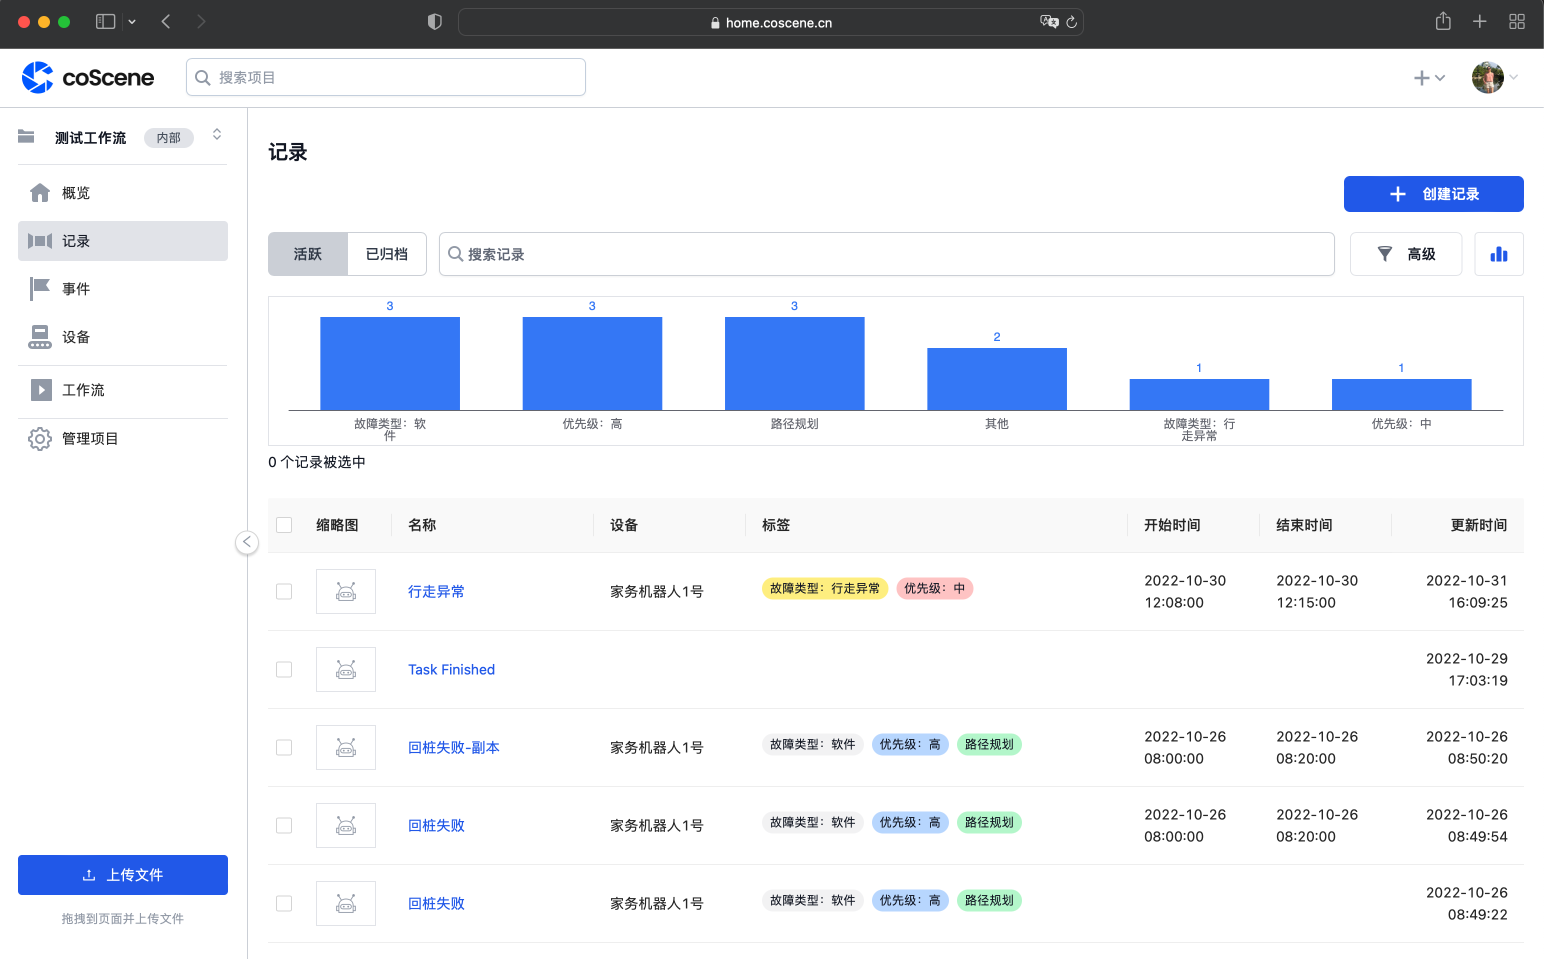 home.coscene.cn
coScene
搜索项目
测试工作流 内部
概览
记录
事件
设备
工作流
管理项目
上传文件
拖拽到页面并上传文件
记录
创建记录
活跃 已归档 搜索记录 高级
3 3 3 2 1 1
故障类型：软件 优先级：高 路径规划 其他 故障类型：行走异常 优先级：中
0 个记录被选中
缩略图 名称 设备 标签 开始时间 结束时间 更新时间
行走异常 家务机器人1号 故障类型：行走异常 优先级：中 2022-10-30 12:08:00 2022-10-30 12:15:00 2022-10-31 16:09:25
Task Finished 2022-10-29 17:03:19
回桩失败-副本 家务机器人1号 故障类型：软件 优先级：高 路径规划 2022-10-26 08:00:00 2022-10-26 08:20:00 2022-10-26 08:50:20
回桩失败 家务机器人1号 故障类型：软件 优先级：高 路径规划 2022-10-26 08:00:00 2022-10-26 08:20:00 2022-10-26 08:49:54
回桩失败 家务机器人1号 故障类型：软件 优先级：高 路径规划 2022-10-26 08:49:22